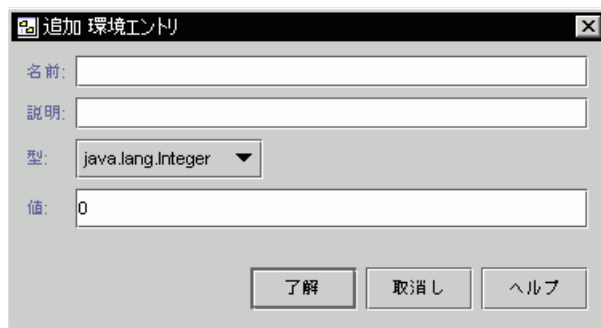 追加 環境エントリ
名前:
説明:
型: java.lang.Integer
値: 0
了解 取消し ヘルプ